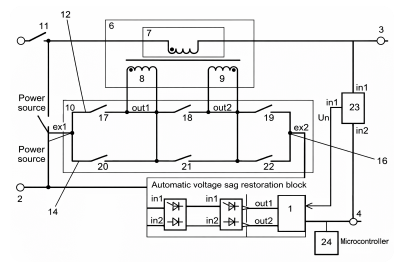 12
6
7
11
3
8
9
in1
in1
23
Un
in2
10
out1
out2
17
18
19
Power
source
ex1
ex2
Power
source
20
21
22
16
2
14
Automatic voltage sag restoration block
in1
in2
in1
in2
out1
out2
1
4
24
Microcontroller